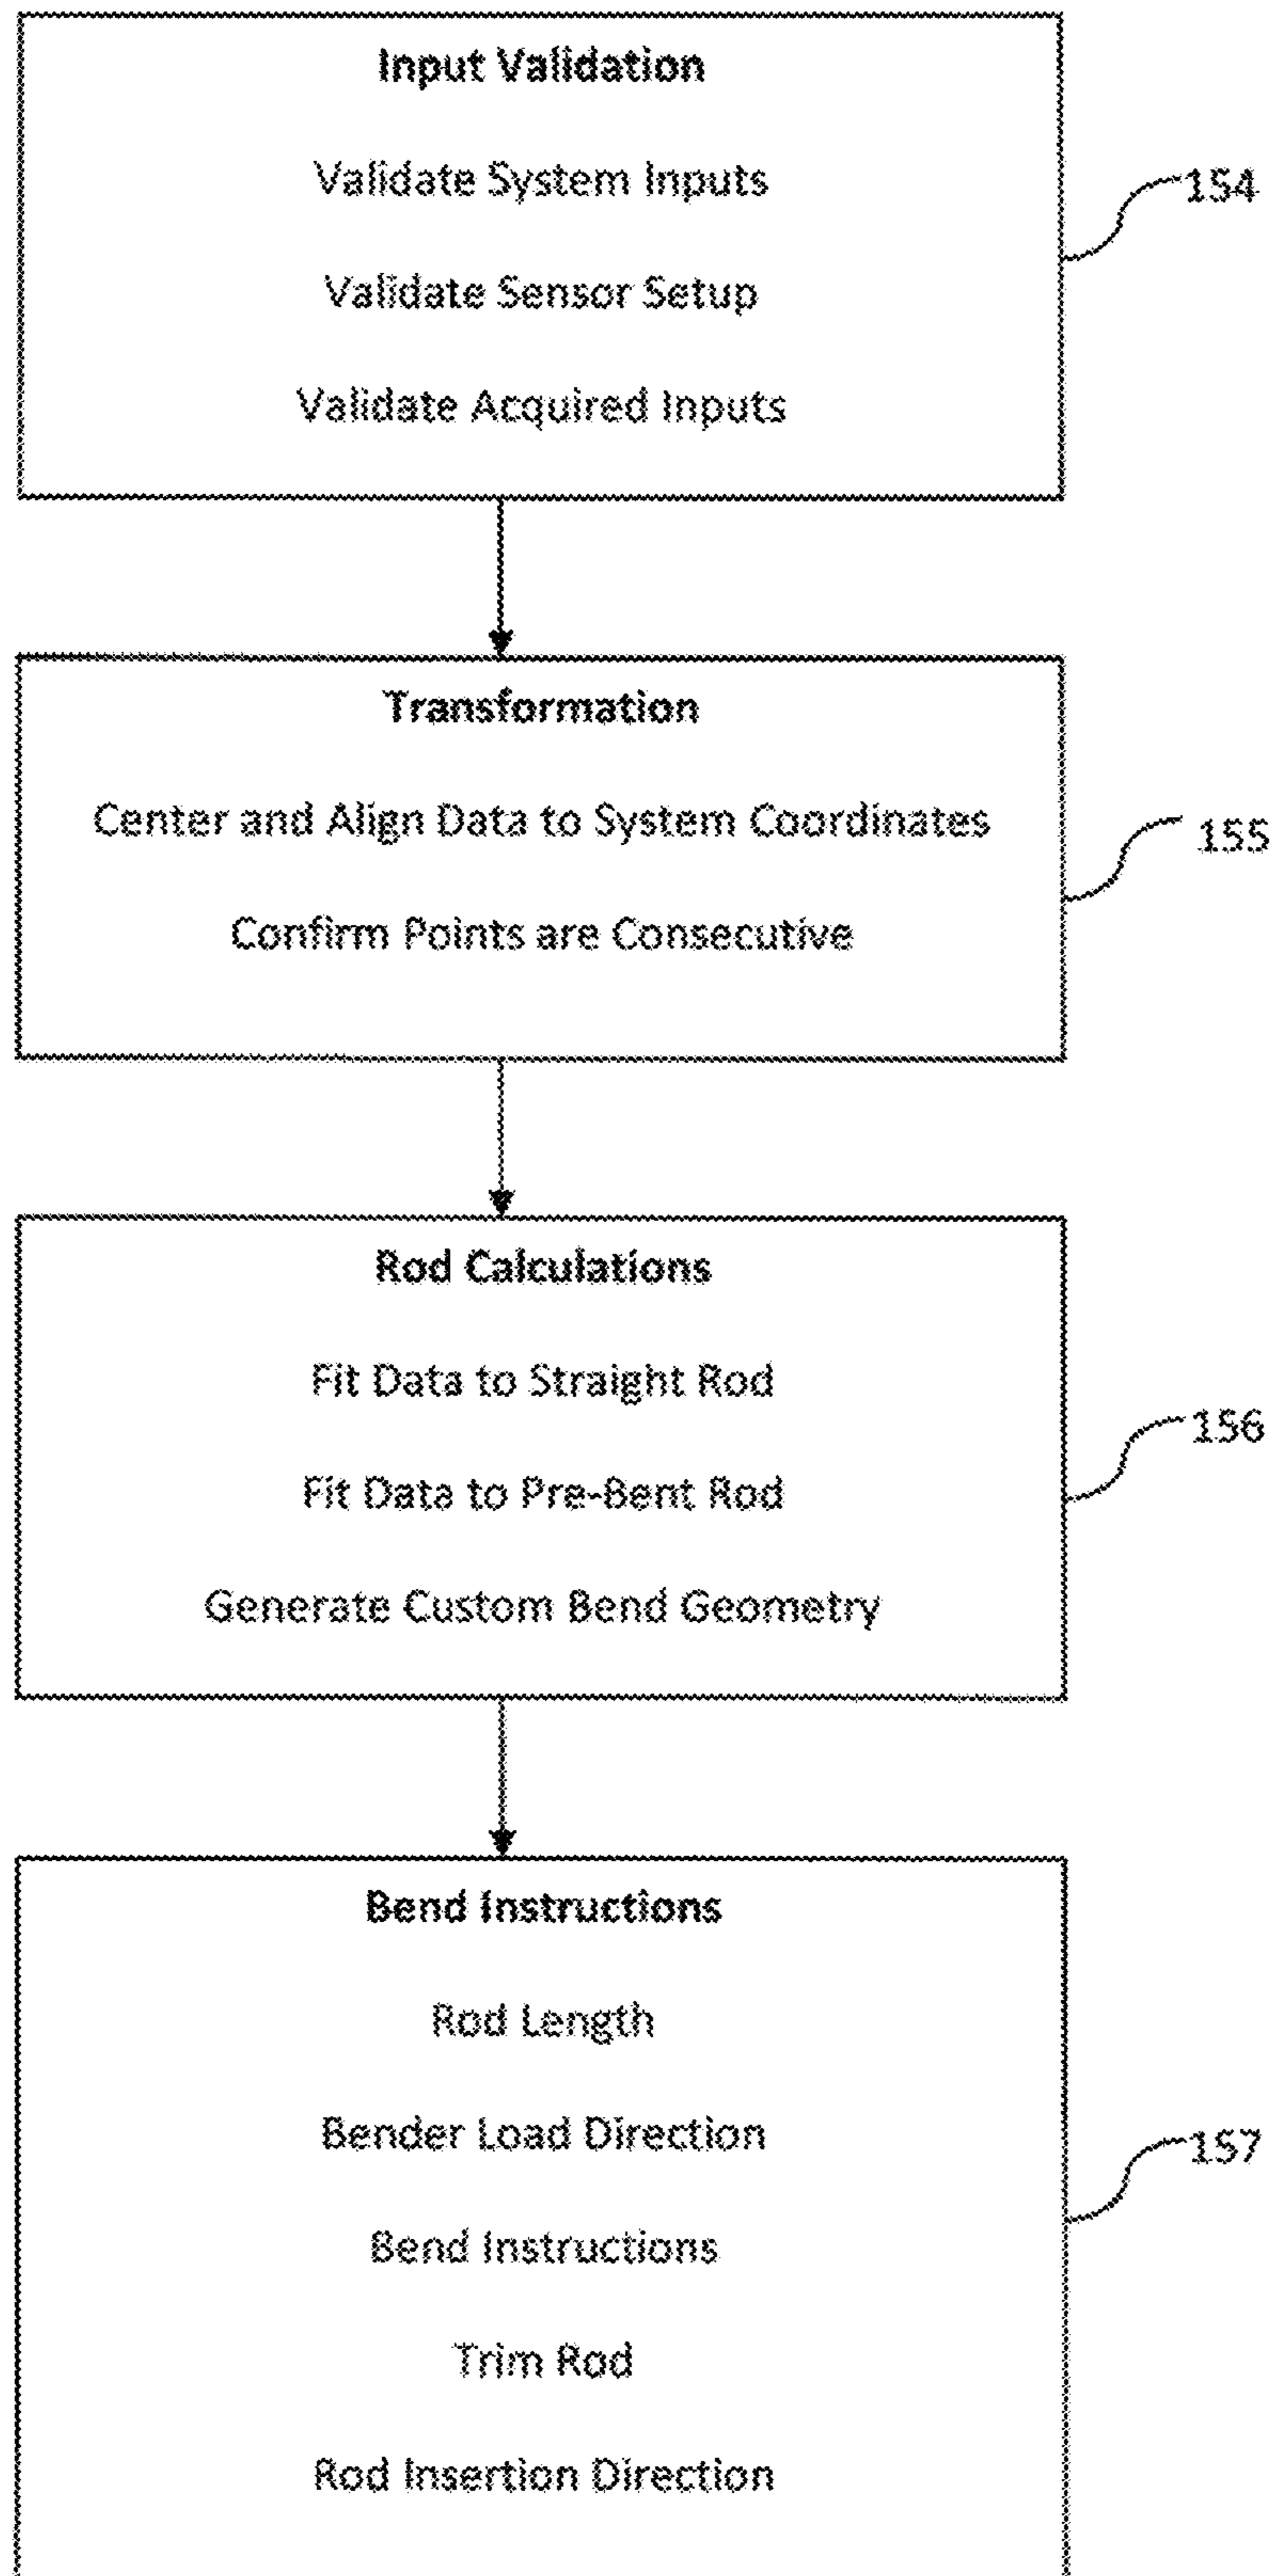 Input Validation
Validate System Inputs
Validate Sensor Setup
Validate Acquired Inputs
154
Transformation
Center and Align Data to System Coordinates
Confirm Points are Consecutive
155
Rod Calculations
Fit Data to Straight Rod
Fit Data to Pre-Bent Rod
Generate Custom Bend Geometry
156
Bend Instructions
Rod Length
Bender Load Direction
Bend Instructions
Trim Rod
Rod Insertion Direction
157